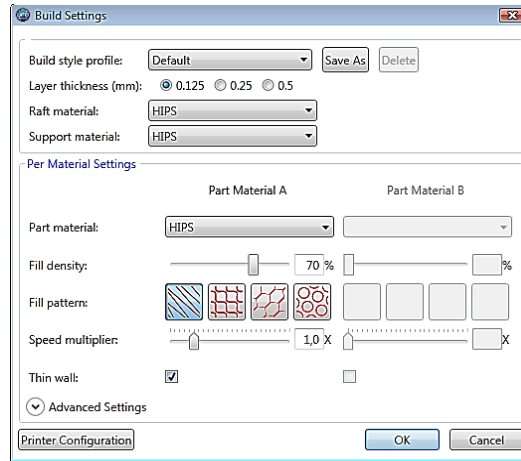 Build Settings
Build style profile: Default Save As Delete
Layer thickness (mm): 0.125 0.25 0.5
Raft material: HIPS
Support material: HIPS
Per Material Settings
Part Material A Part Material B
Part material: HIPS
Fill density: 70 % %
Fill pattern:
Speed multiplier: 1,0 X X
Thin wall:
Advanced Settings
Printer Configuration OK Cancel